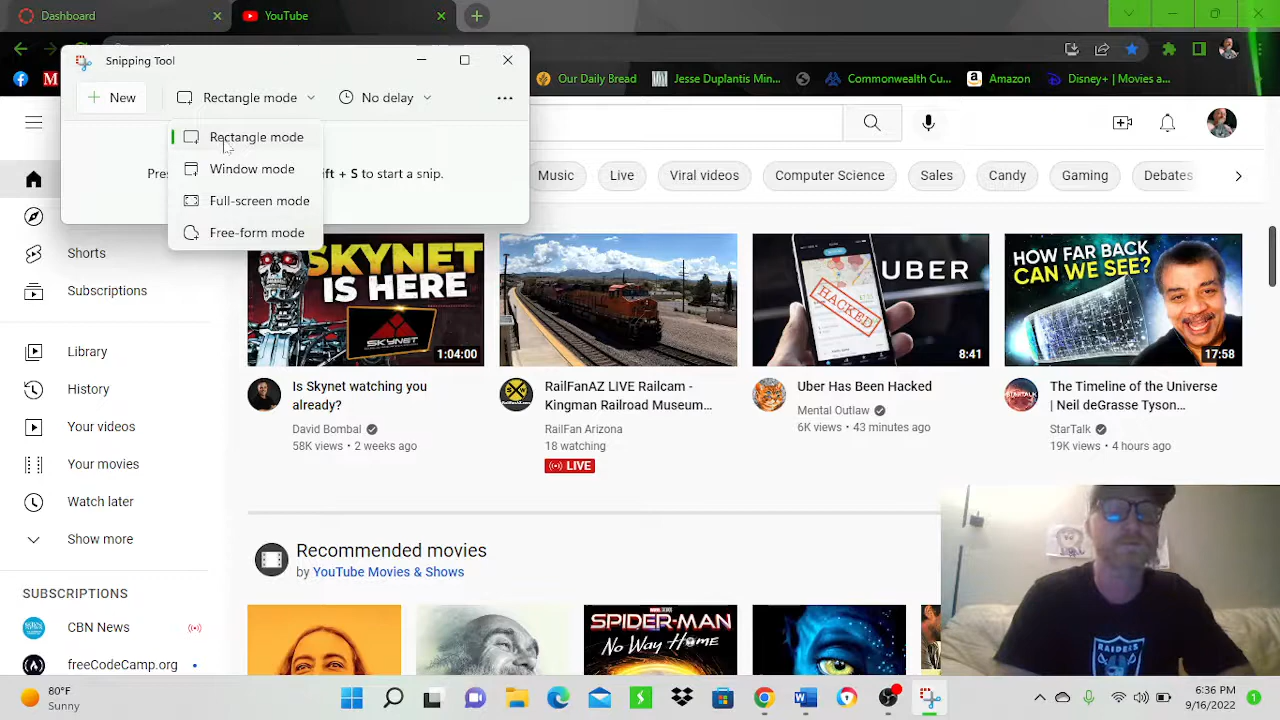 Dashboard
YouTube
Snipping Tool
Our Daily Bread
Jesse Duplantis Min...
Commonwealth Cu...
Amazon
Disney+ | Movies a...
New
Rectangle mode
No delay
Rectangle mode
Window mode
Full-screen mode
Free-form mode
+ S to start a snip.
Music
Live
Viral videos
Computer Science
Sales
Candy
Gaming
Debates
Shorts
Subscriptions
Library
History
Your videos
Your movies
Watch later
Show more
SUBSCRIPTIONS
CBN News
freeCodeCamp.org
SKYNET
IS HERE
SKYNET
1:04:00
Is Skynet watching you
already?
David Bombal
58K views • 2 weeks ago
RailFanAZ LIVE Railcam -
Kingman Railroad Museum...
RailFan Arizona
18 watching
LIVE
UBER
HACKED
8:41
Uber Has Been Hacked
Mental Outlaw
6K views • 43 minutes ago
HOW FAR BACK
CAN WE SEE?
17:58
The Timeline of the Universe
| Neil deGrasse Tyson...
StarTalk
19K views • 4 hours ago
Recommended movies
by YouTube Movies & Shows
SPIDER-MAN
No Way Home
RAIDERS
80°F
Sunny
6:36 PM
9/16/2022
1